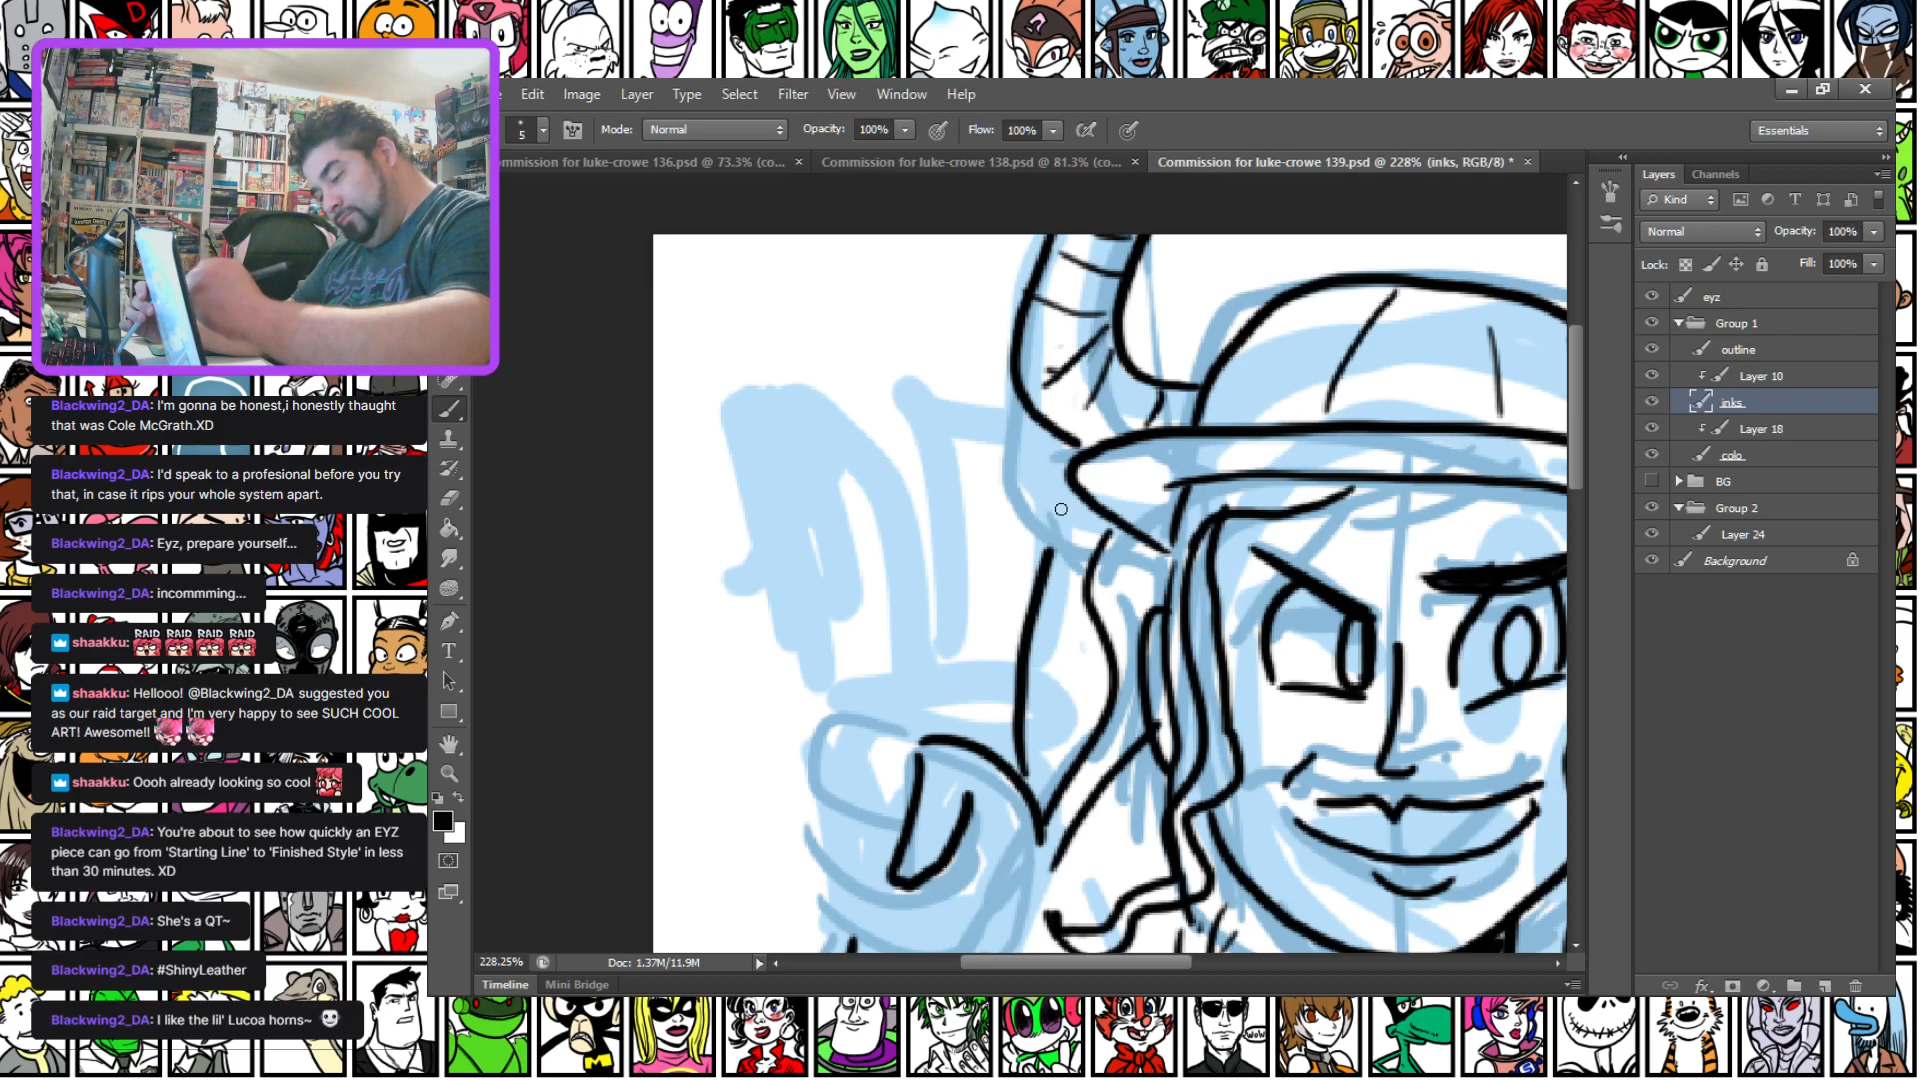 Edit Image Layer Type Select Filter View Window Help
5 Mode: Normal Opacity: 100% Flow: 100% Essentials
ommission for luke-crowe 136.psd @ 73.3% (co... × Commission for luke-crowe 138.psd @ 81.3% (co... × Commission for luke-crowe 139.psd @ 228% (inks, RGB/8) * ×
Layers Channels
Kind
Normal Opacity: 100%
Lock: Fill: 100%
eyz
Group 1
outline
Layer 10
inks
Layer 18
colo
BG
Group 2
Layer 24
Background
Blackwing2_DA: I'm gonna be honest,i honestly thaught
that was Cole McGrath.XD
Blackwing2_DA: I'd speak to a profesional before you try
that, in case it rips your whole system apart.
Blackwing2_DA: Eyz, prepare yourself...
Blackwing2_DA: incommming...
shaakku: RAID RAID RAID RAID
shaakku: Hellooo! @Blackwing2_DA suggested you
as our raid target and I'm very happy to see SUCH COOL
ART! Awesome!!
shaakku: Oooh already looking so cool
Blackwing2_DA: You're about to see how quickly an EYZ
piece can go from 'Starting Line' to 'Finished Style' in less
than 30 minutes. XD
Blackwing2_DA: She's a QT~
Blackwing2_DA: #ShinyLeather
Blackwing2_DA: I like the lil' Lucoa horns~
228.25% Doc: 1.37M/11.9M
Timeline Mini Bridge
fx
WOW